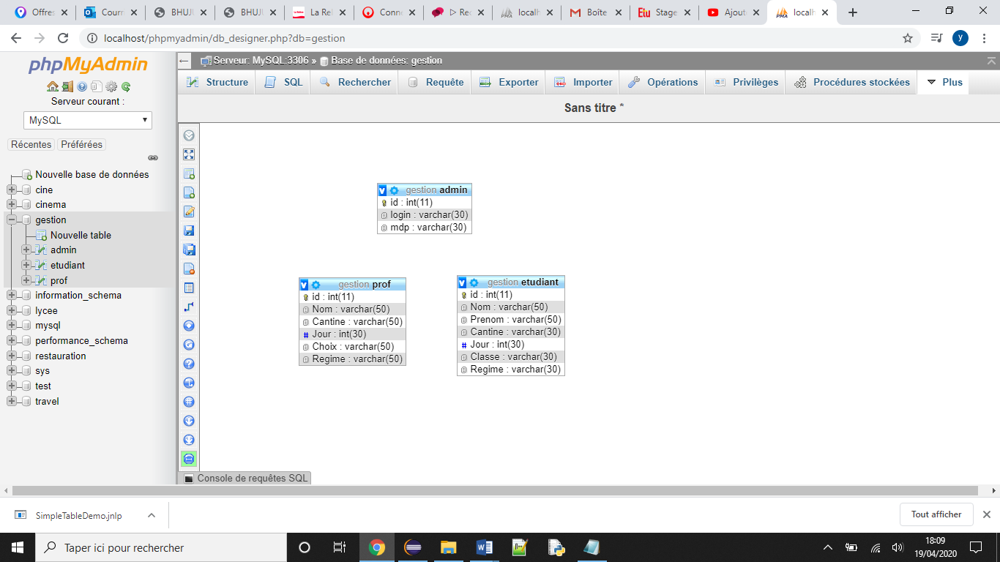 Offres
Courr
BHUJI
BHUJI
La Rel
Conn
Rec
localh
Boîte
Eiu Stage
Ajout
localh
localhost/phpmyadmin/db_designer.php?db=gestion
y
phpMyAdmin
Serveur courant :
MySQL
Récentes Préférées
Nouvelle base de données
cine
cinema
gestion
Nouvelle table
admin
etudiant
prof
information_schema
lycee
mysql
performance_schema
restauration
sys
test
travel
Serveur: MySQL:3306 » Base de données: gestion
Structure SQL Rechercher Requête Exporter Importer Opérations Privilèges Procédures stockées Plus
Sans titre *
gestion admin
id : int(11)
login : varchar(30)
mdp : varchar(30)
gestion prof
id : int(11)
Nom : varchar(50)
Cantine : varchar(50)
# Jour : int(30)
Choix : varchar(50)
Regime : varchar(50)
gestion etudiant
id : int(11)
Nom : varchar(50)
Prenom : varchar(50)
Cantine : varchar(30)
# Jour : int(30)
Classe : varchar(30)
Regime : varchar(30)
Console de requêtes SQL
SimpleTableDemo.jnlp
Tout afficher
Taper ici pour rechercher
18:09
19/04/2020